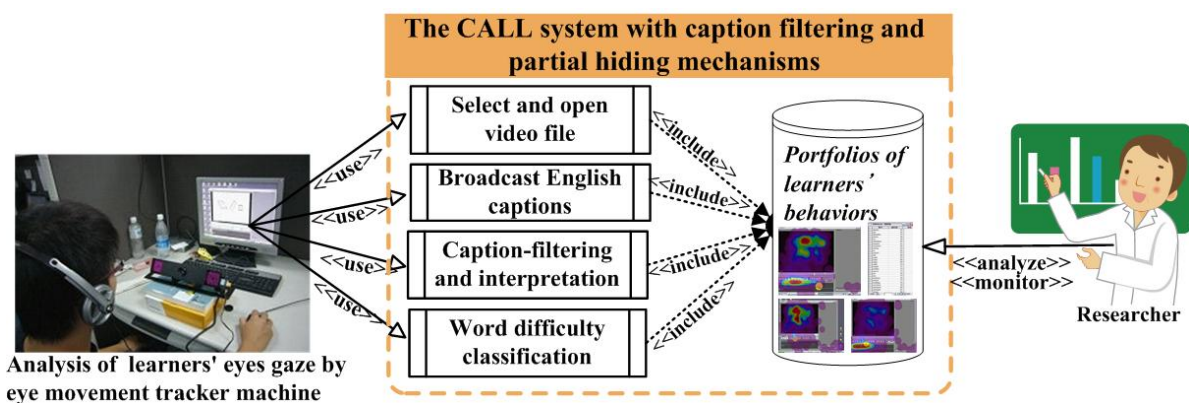 The CALL system with caption filtering and
partial hiding mechanisms
Select and open
video file
Broadcast English
captions
Caption-filtering
and interpretation
Word difficulty
classification
<<use>>
<<use>>
<<use>>
<<use>>
<<include>>
<<include>>
<<include>>
<<include>>
Portfolios of
learners’
behaviors
<<analyze>>
<<monitor>>
Researcher
Analysis of learners' eyes gaze by
eye movement tracker machine